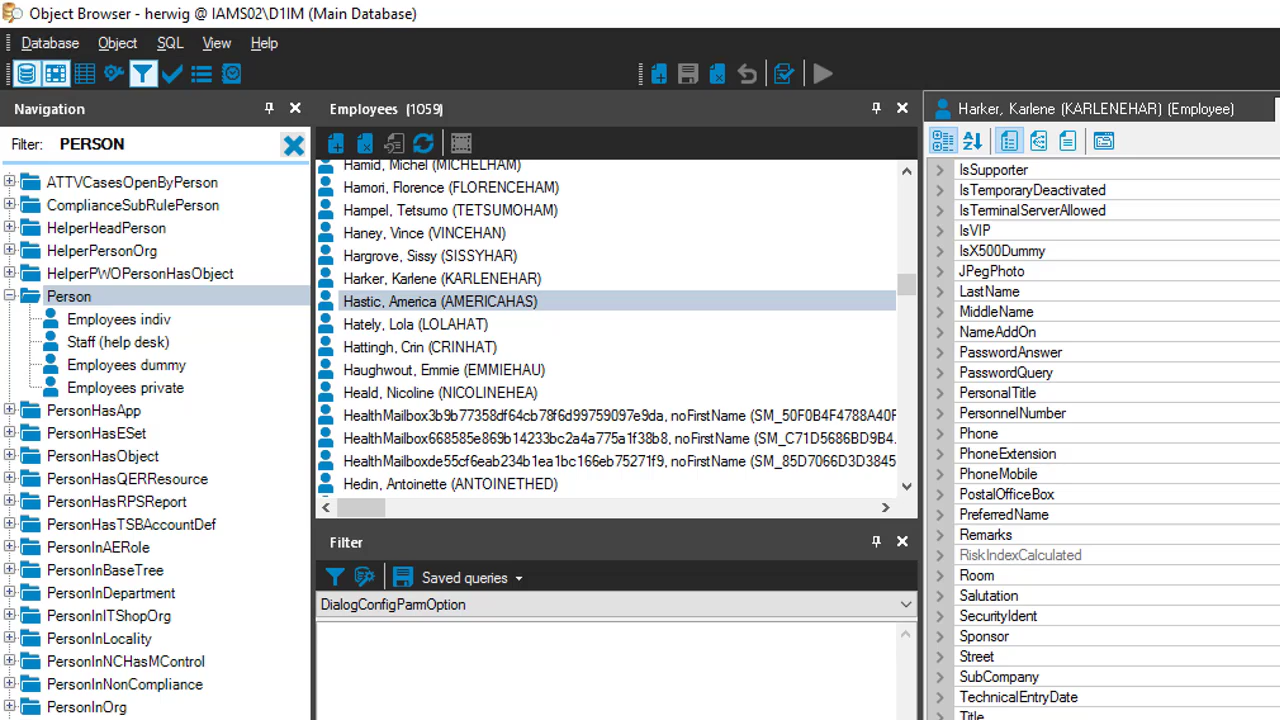 Object Browser - herwig @ IAMS02\D1IM (Main Database)
Database Object SQL View Help
Navigation
Filter: PERSON
ATTVCasesOpenByPerson
ComplianceSubRulePerson
HelperHeadPerson
HelperPersonOrg
HelperPWOPersonHasObject
Person
Employees indiv
Staff (help desk)
Employees dummy
Employees private
PersonHasApp
PersonHasESet
PersonHasObject
PersonHasQERResource
PersonHasRPSReport
PersonHasTSBAccountDef
PersonInAERole
PersonInBaseTree
PersonInDepartment
PersonInITShopOrg
PersonInLocality
PersonInNCHasMControl
PersonInNonCompliance
PersonInOrg
Employees (1059)
Hamid, Michel (MICHELHAM)
Hamori, Florence (FLORENCEHAM)
Hampel, Tetsumo (TETSUMOHAM)
Haney, Vince (VINCEHAN)
Hargrove, Sissy (SISSYHAR)
Harker, Karlene (KARLENEHAR)
Hastic, America (AMERICAHAS)
Hately, Lola (LOLAHAT)
Hattingh, Crin (CRINHAT)
Haughwout, Emmie (EMMIEHAU)
Heald, Nicoline (NICOLINEHEA)
HealthMailbox3b9b77358df64cb78f6d99759097e9da, noFirstName (SM_50F0B4F4788A40F
HealthMailbox668585e869b14233bc2a4a775a1f38b8, noFirstName (SM_C71D5686BD9B4.
HealthMailboxde55cf6eab234b1ea1bc166eb75271f9, noFirstName (SM_85D7066D3D3845
Hedin, Antoinette (ANTOINETHED)
Filter
Saved queries
DialogConfigParmOption
Harker, Karlene (KARLENEHAR) (Employee)
IsSupporter
IsTemporaryDeactivated
IsTerminalServerAllowed
IsVIP
IsX500Dummy
JPegPhoto
LastName
MiddleName
NameAddOn
PasswordAnswer
PasswordQuery
PersonalTitle
PersonnelNumber
Phone
PhoneExtension
PhoneMobile
PostalOfficeBox
PreferredName
Remarks
RiskIndexCalculated
Room
Salutation
SecurityIdent
Sponsor
Street
SubCompany
TechnicalEntryDate
Title